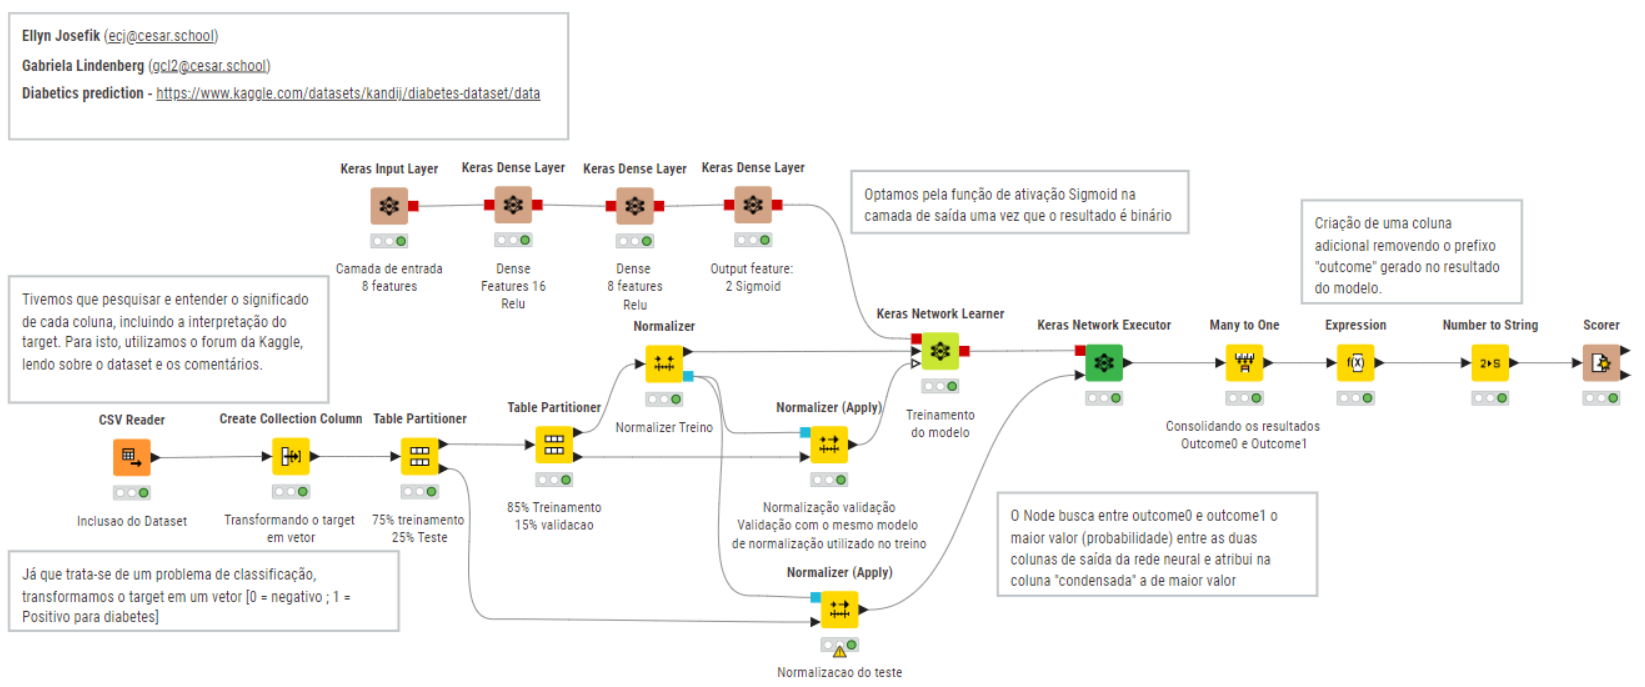 Ellyn Josefik (ecj@cesar.school)
Gabriela Lindenberg (gcl2@cesar.school)
Diabetics prediction - https://www.kaggle.com/datasets/kandij/diabetes-dataset/data
Keras Input Layer
Camada de entrada
8 features
Keras Dense Layer
Dense
Features 16
Relu
Keras Dense Layer
Dense
8 features
Relu
Keras Dense Layer
Output feature:
2 Sigmoid
Optamos pela função de ativação Sigmoid na
camada de saída uma vez que o resultado é binário
Criação de uma coluna
adicional removendo o prefixo
"outcome" gerado no resultado
do modelo.
Tivemos que pesquisar e entender o significado
de cada coluna, incluindo a interpretação do
target. Para isto, utilizamos o forum da Kaggle,
lendo sobre o dataset e os comentários.
Normalizer
Normalizer Treino
Keras Network Learner
Treinamento
do modelo
Keras Network Executor
Many to One
Consolidando os resultados
Outcome0 e Outcome1
Expression
f(x)
Number to String
2▸S
Scorer
CSV Reader
Inclusao do Dataset
Create Collection Column
Transformando o target
em vetor
Table Partitioner
75% treinamento
25% Teste
Table Partitioner
85% Treinamento
15% validacao
Normalizer (Apply)
Normalização validação
Validação com o mesmo modelo
de normalização utilizado no treino
Normalizer (Apply)
Normalizacao do teste
O Node busca entre outcome0 e outcome1 o
maior valor (probabilidade) entre as duas
colunas de saída da rede neural e atribui na
coluna "condensada" a de maior valor
Já que trata-se de um problema de classificação,
transformamos o target em um vetor [0 = negativo ; 1 =
Positivo para diabetes]